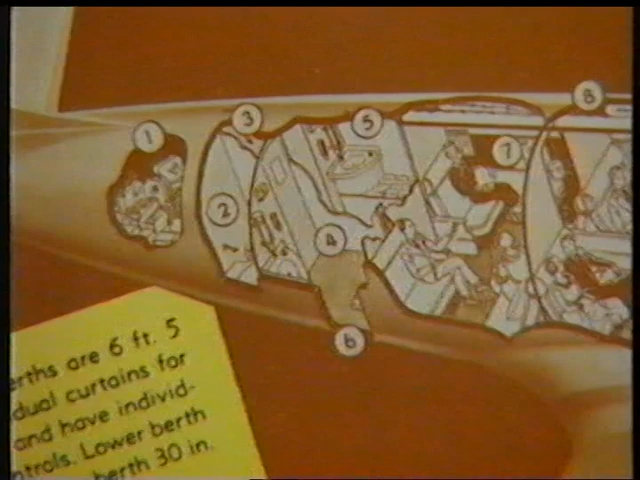 1
3
5
8
7
2
4
6
berths are 6 ft. 5
dual curtains for
and have individ-
ntrols. Lower berth
berth 30 in.